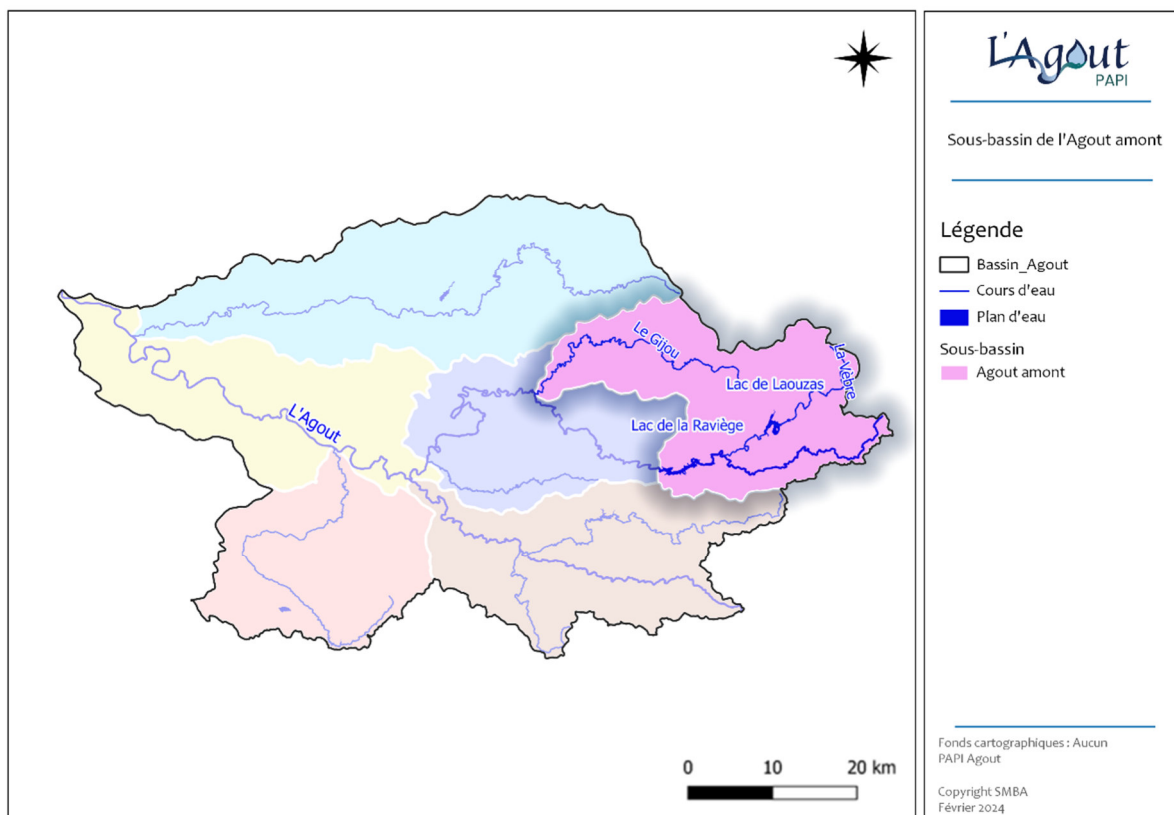 L'Agout
PAPI
Sous-bassin de l'Agout amont
Légende
Bassin_Agout
Cours d'eau
Plan d'eau
Sous-bassin
Agout amont
Le Gijou
La Vèbre
Lac de Laouzas
Lac de la Raviège
L'Agout
0 10 20 km
Fonds cartographiques : Aucun
PAPI Agout
Copyright SMBA
Février 2024